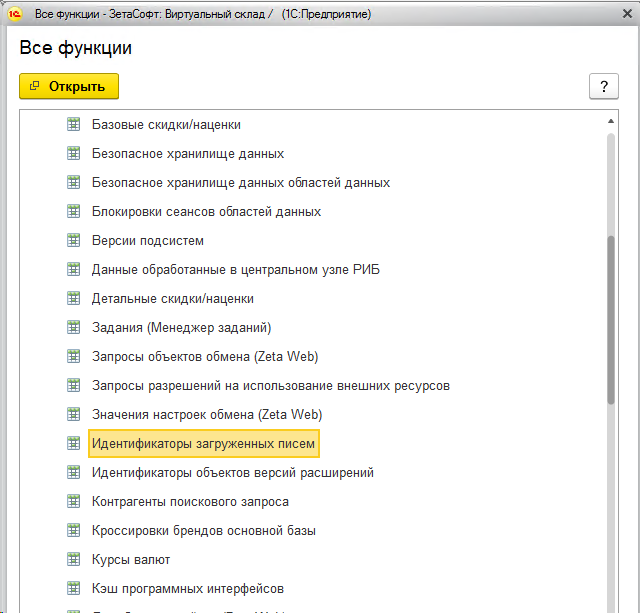 1С Все функции - ЗетаСофт: Виртуальный склад / (1С:Предприятие)
Все функции
Открыть
?
Базовые скидки/наценки
Безопасное хранилище данных
Безопасное хранилище данных областей данных
Блокировки сеансов областей данных
Версии подсистем
Данные обработанные в центральном узле РИБ
Детальные скидки/наценки
Задания (Менеджер заданий)
Запросы объектов обмена (Zeta Web)
Запросы разрешений на использование внешних ресурсов
Значения настроек обмена (Zeta Web)
Идентификаторы загруженных писем
Идентификаторы объектов версий расширений
Контрагенты поискового запроса
Кроссировки брендов основной базы
Курсы валют
Кэш программных интерфейсов